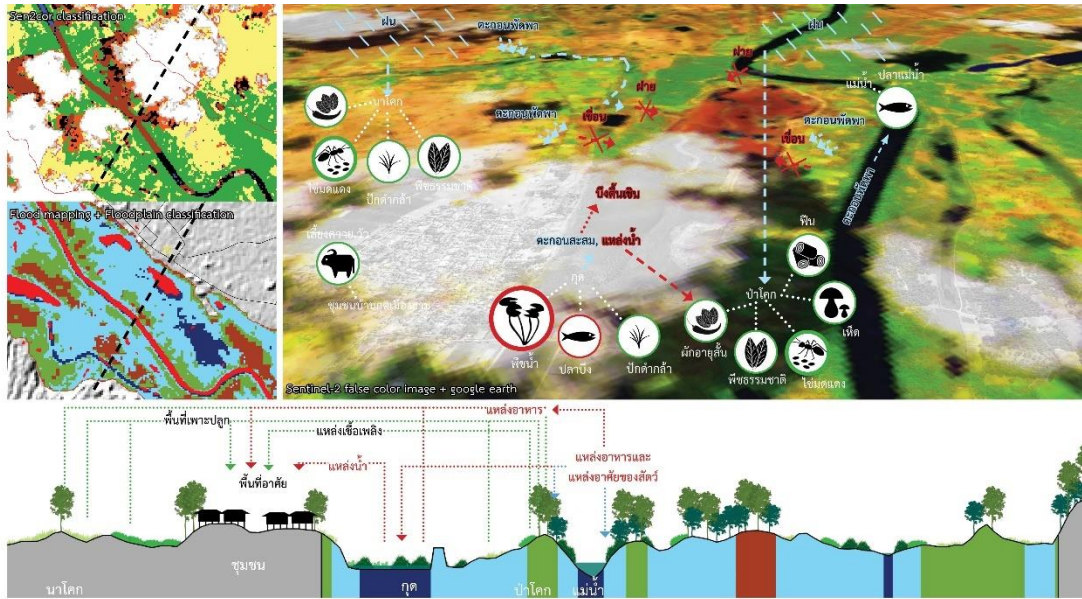 Sen2cor classification
Flood mapping + Floodplain classification
ฝน
ตะกอนพัดพา
ฝน
ฝาย
ปลาแม่น้ำ
แม่น้ำ
ฝาย
นาโคก
เขื่อน
ตะกอนพัดพา
ตะกอนพัดพา
เขื่อน
ไข่มดแดง
ปักดำกล้า
พืชธรรมชาติ
ตะกอนพัดพา
บึงตื้นเขิน
ฟืน
เลี้ยงควาย, วัว
ตะกอนสะสม, แหล่งน้ำ
กุด
ป่าโคก
เห็ด
พืชน้ำ
ปลาบึง
ปักดำกล้า
ผักอายุสั้น
พืชธรรมชาติ
ไข่มดแดง
Sentinel-2 false color image + google earth
แหล่งอาหาร
พื้นที่เพาะปลูก
แหล่งเชื้อเพลิง
แหล่งน้ำ
แหล่งอาหารและ
แหล่งอาศัยของสัตว์
พื้นที่อาศัย
ชุมชน
นาโคก
กุด
ป่าโคก
แม่น้ำ